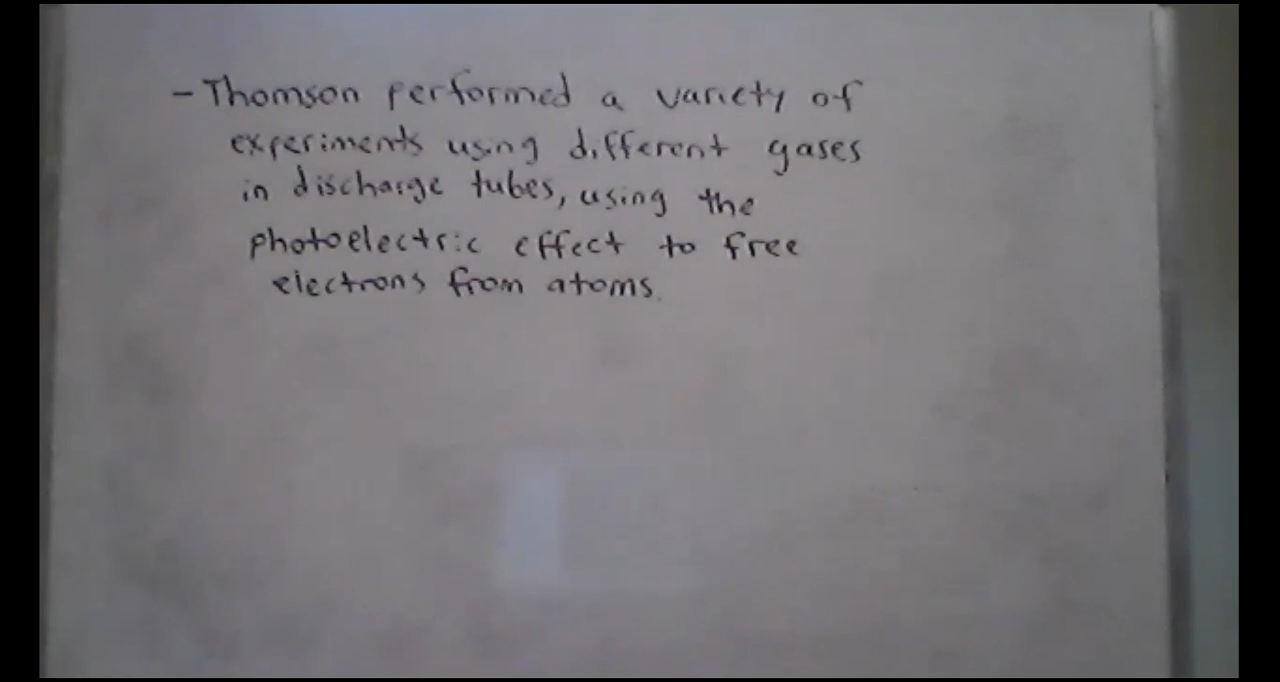 - Thomson performed a variety of
experiments using different gases
in discharge tubes, using the
photoelectric effect to free
electrons from atoms.